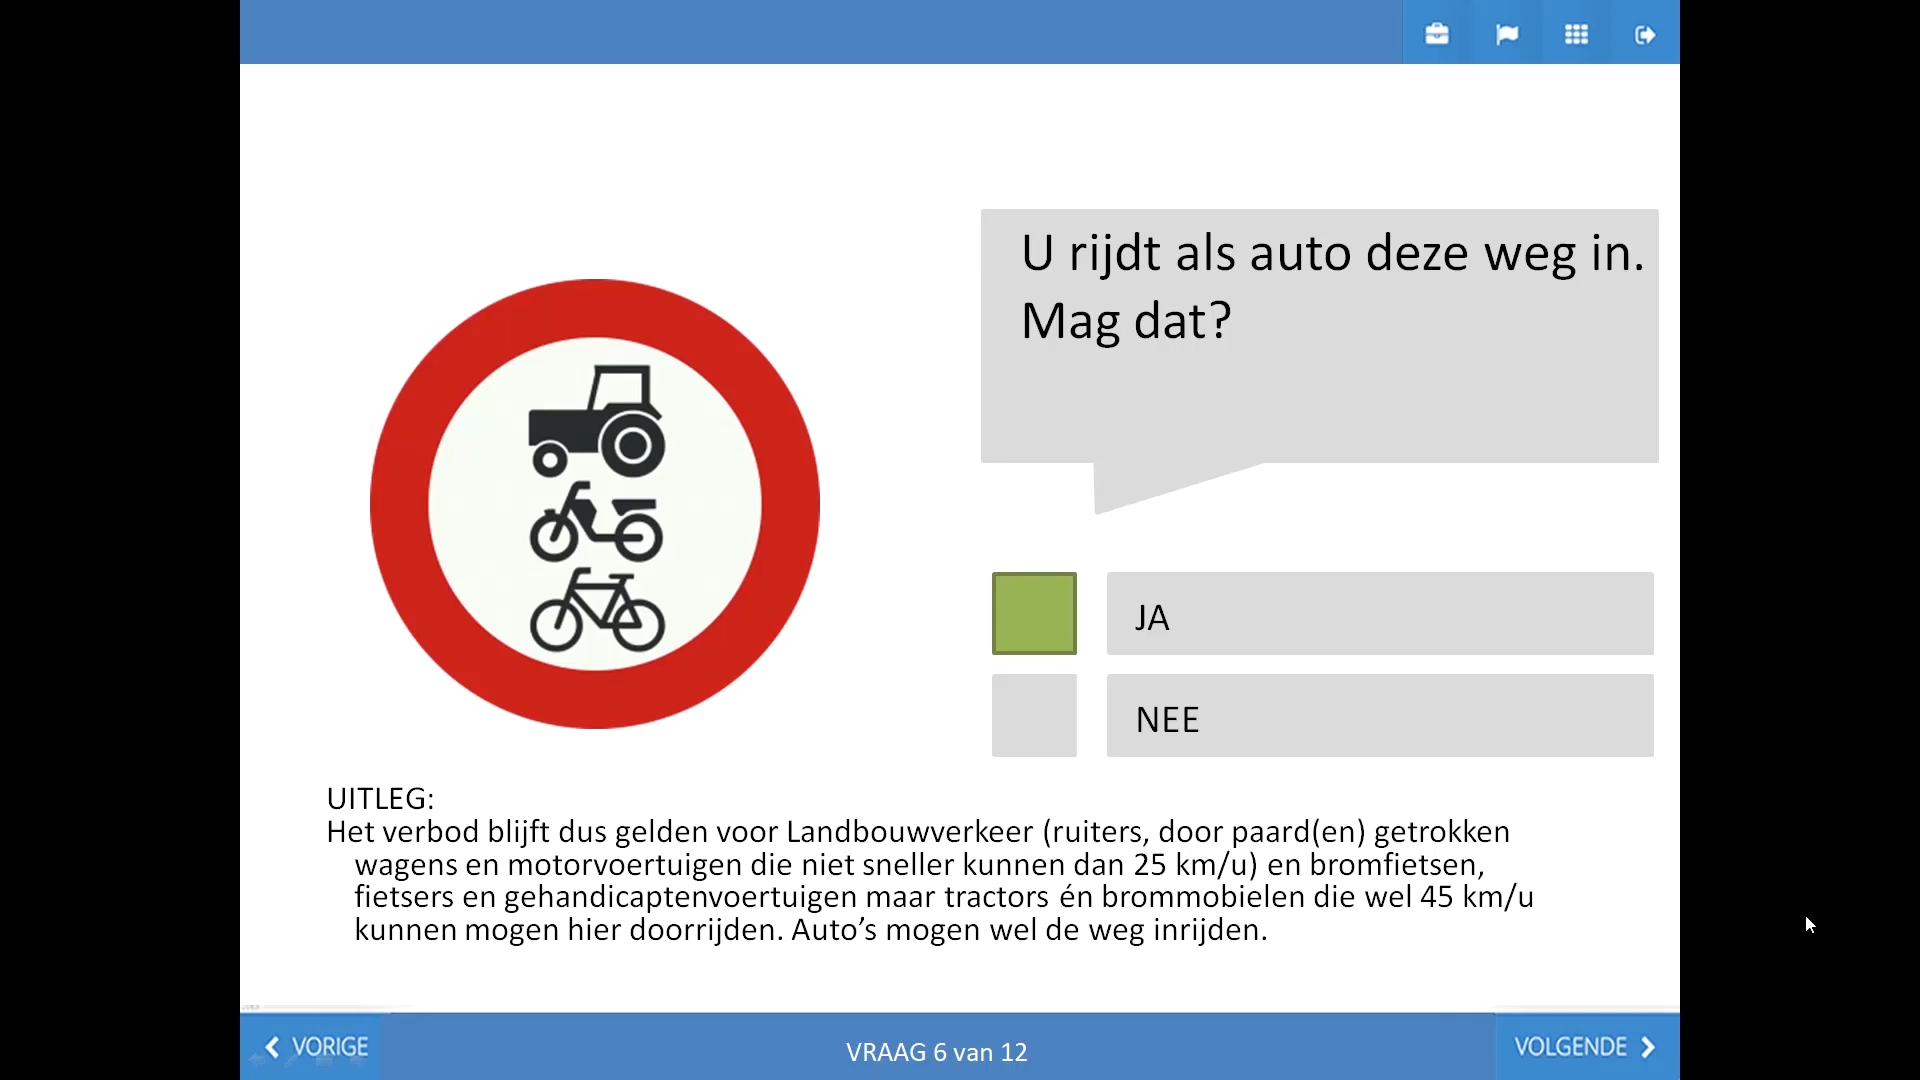 U rijdt als auto deze weg in.
Mag dat?
JA
NEE
UITLEG:
Het verbod blijft dus gelden voor Landbouwverkeer (ruiters, door paard(en) getrokken
wagens en motorvoertuigen die niet sneller kunnen dan 25 km/u) en bromfietsen,
fietsers en gehandicaptenvoertuigen maar tractors én brommobielen die wel 45 km/u
kunnen mogen hier doorrijden. Auto’s mogen wel de weg inrijden.
VORIGE
VRAAG 6 van 12
VOLGENDE